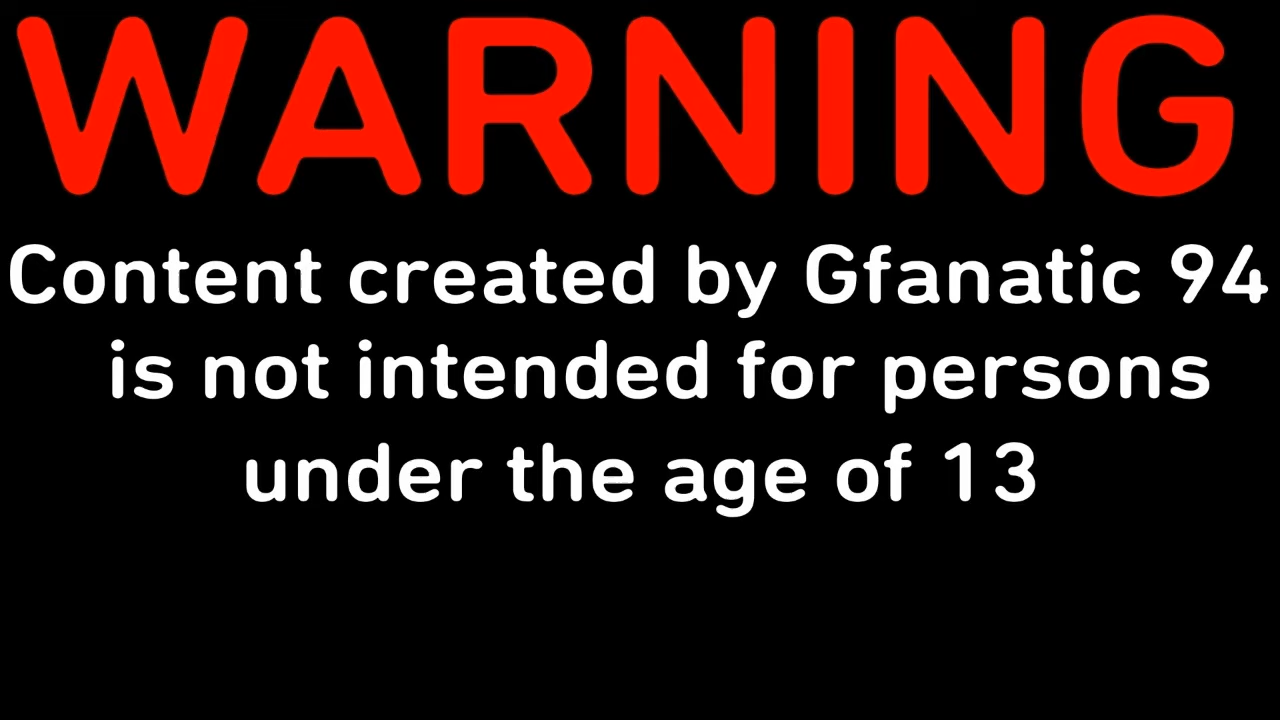 WARNING
Content created by Gfanatic 94
is not intended for persons
under the age of 13